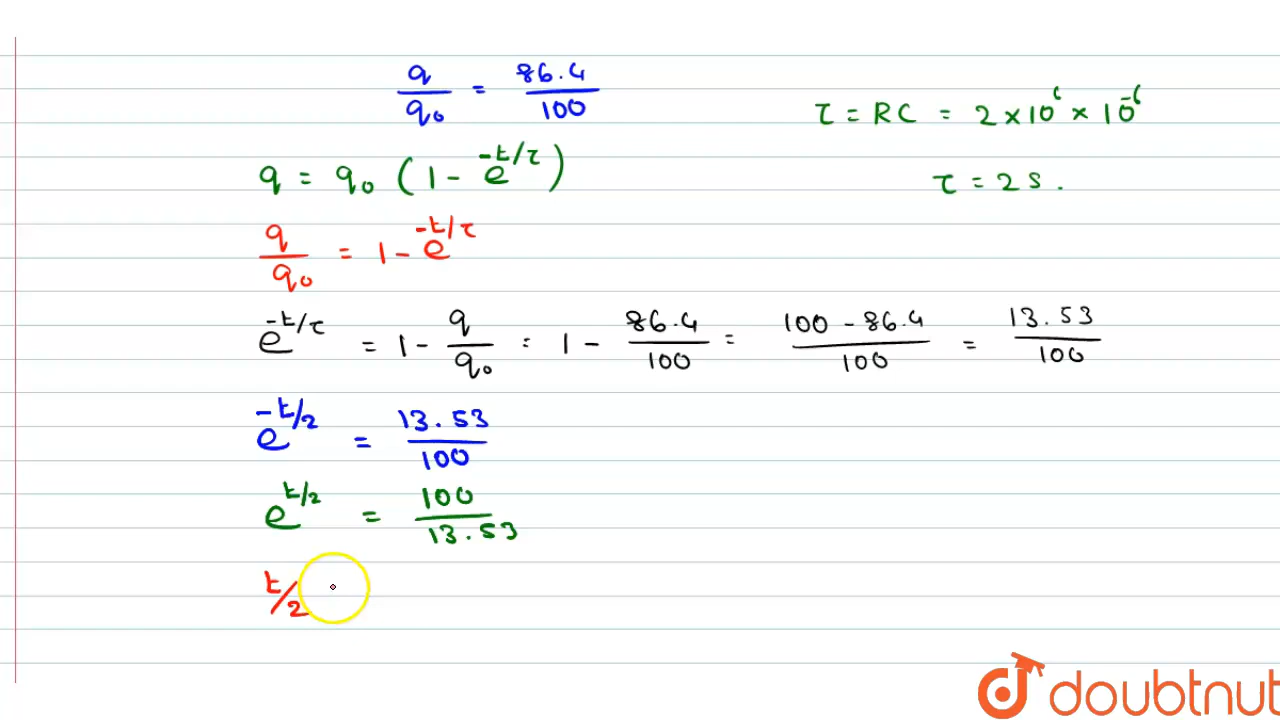 q/q₀ = 86.4/100
τ = RC = 2 × 10⁶ × 10⁻⁶
q = q₀ (1 - e^(-t/τ))
τ = 2 s.
q/q₀ = 1 - e^(-t/τ)
e^(-t/τ) = 1 - q/q₀ = 1 - 86.4/100 = (100 - 86.4)/100 = 13.53/100
e^(-t/2) = 13.53/100
e^(t/2) = 100/13.53
t/2
doubtnut